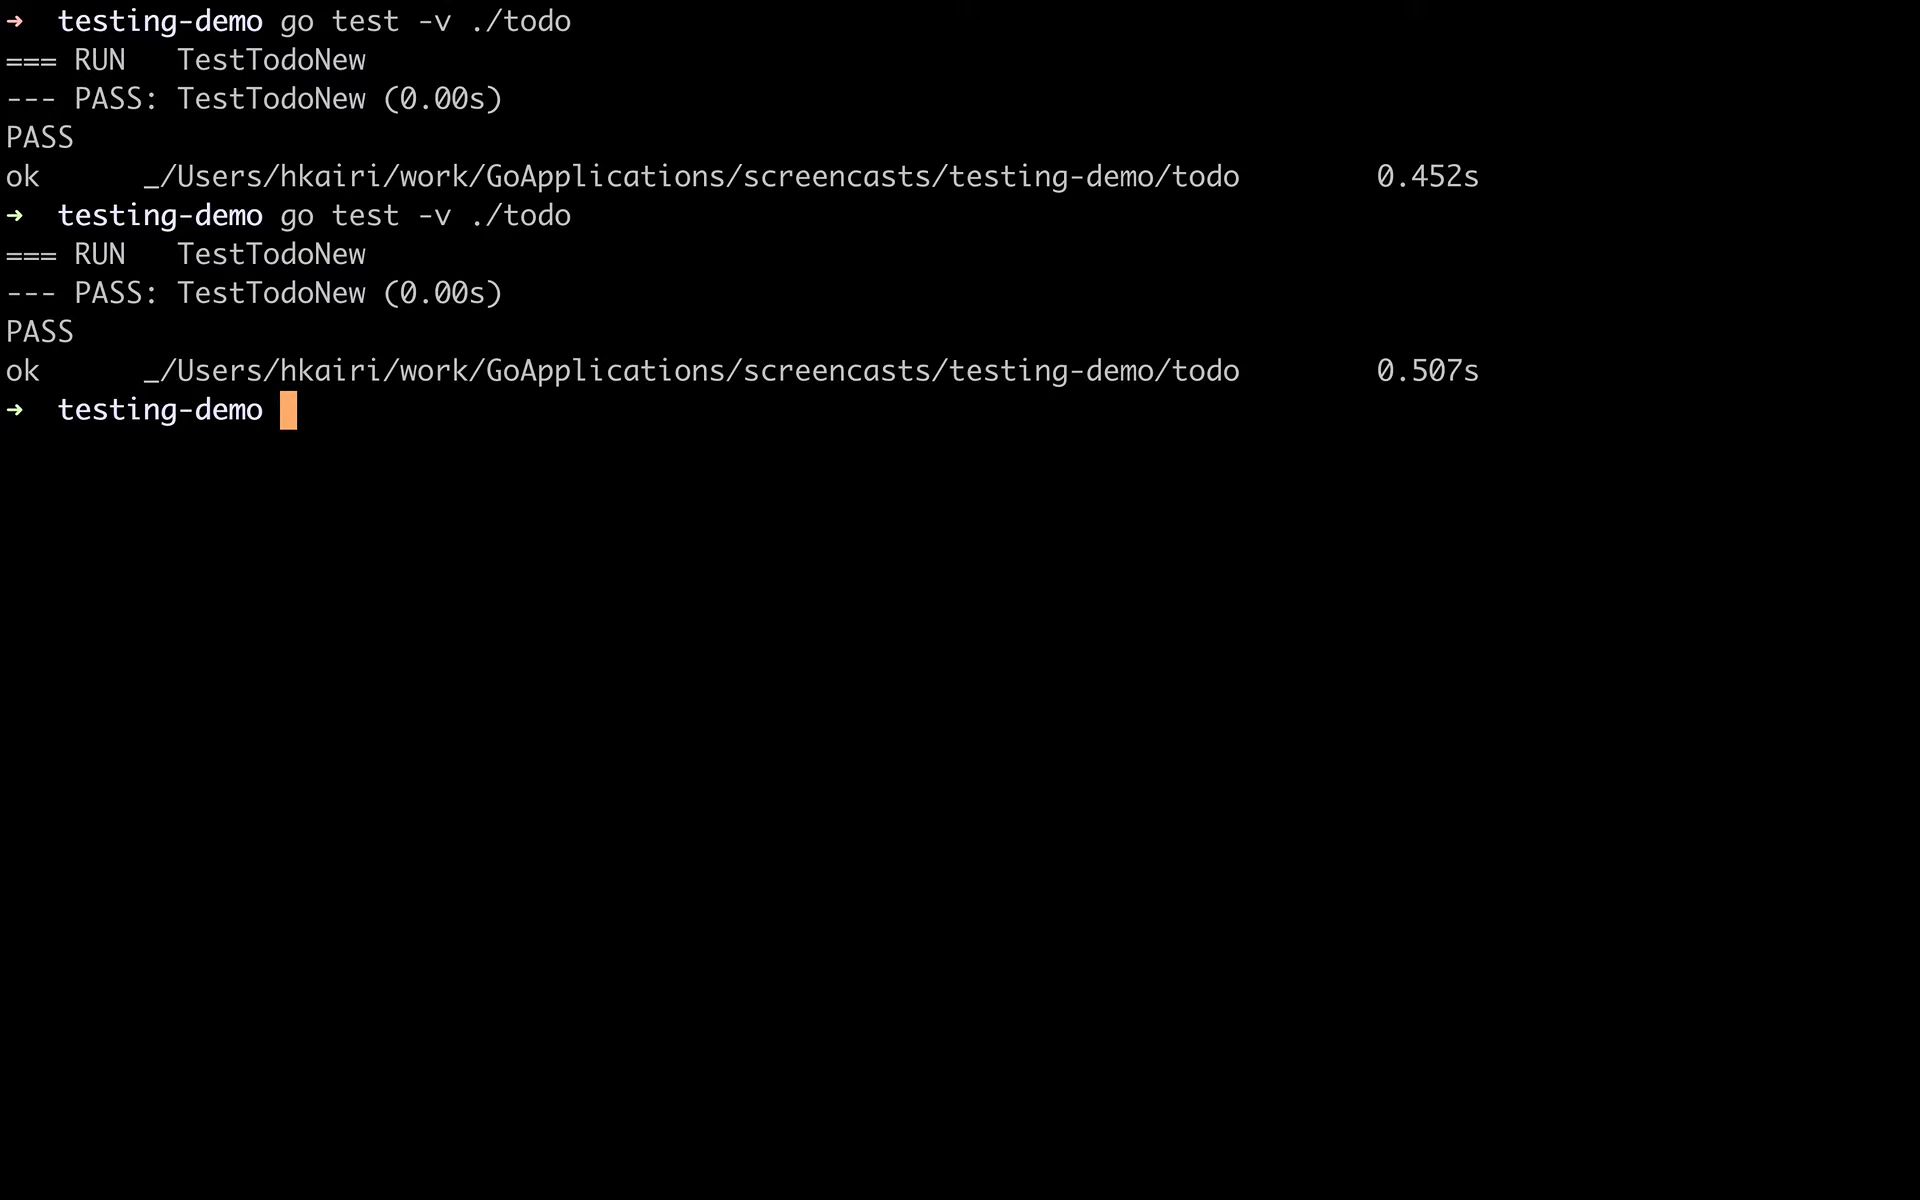 ➜  testing-demo go test -v ./todo
=== RUN   TestTodoNew
--- PASS: TestTodoNew (0.00s)
PASS
ok      _/Users/hkairi/work/GoApplications/screencasts/testing-demo/todo        0.452s
➜  testing-demo go test -v ./todo
=== RUN   TestTodoNew
--- PASS: TestTodoNew (0.00s)
PASS
ok      _/Users/hkairi/work/GoApplications/screencasts/testing-demo/todo        0.507s
➜  testing-demo